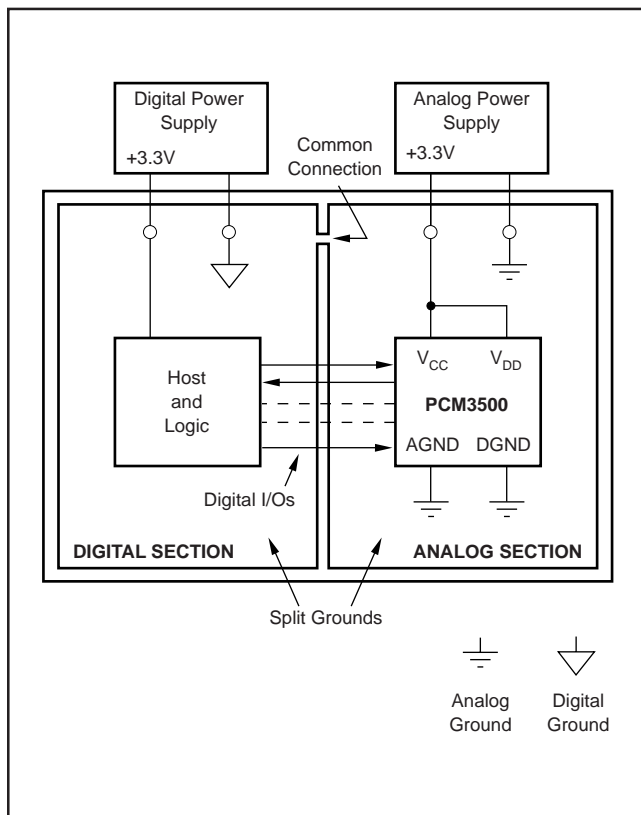 Digital Power
Supply
+3.3V
Analog Power
Supply
+3.3V
Common
Connection
Host
and
Logic
VCC VDD
PCM3500
AGND DGND
Digital I/Os
DIGITAL SECTION
ANALOG SECTION
Split Grounds
Analog
Ground
Digital
Ground